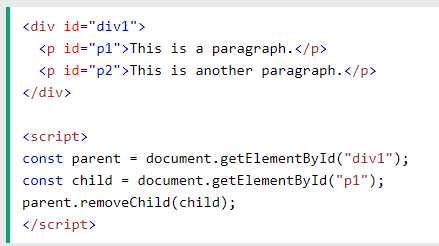 <div id="div1">
  <p id="p1">This is a paragraph.</p>
  <p id="p2">This is another paragraph.</p>
</div>

<script>
const parent = document.getElementById("div1");
const child = document.getElementById("p1");
parent.removeChild(child);
</script>